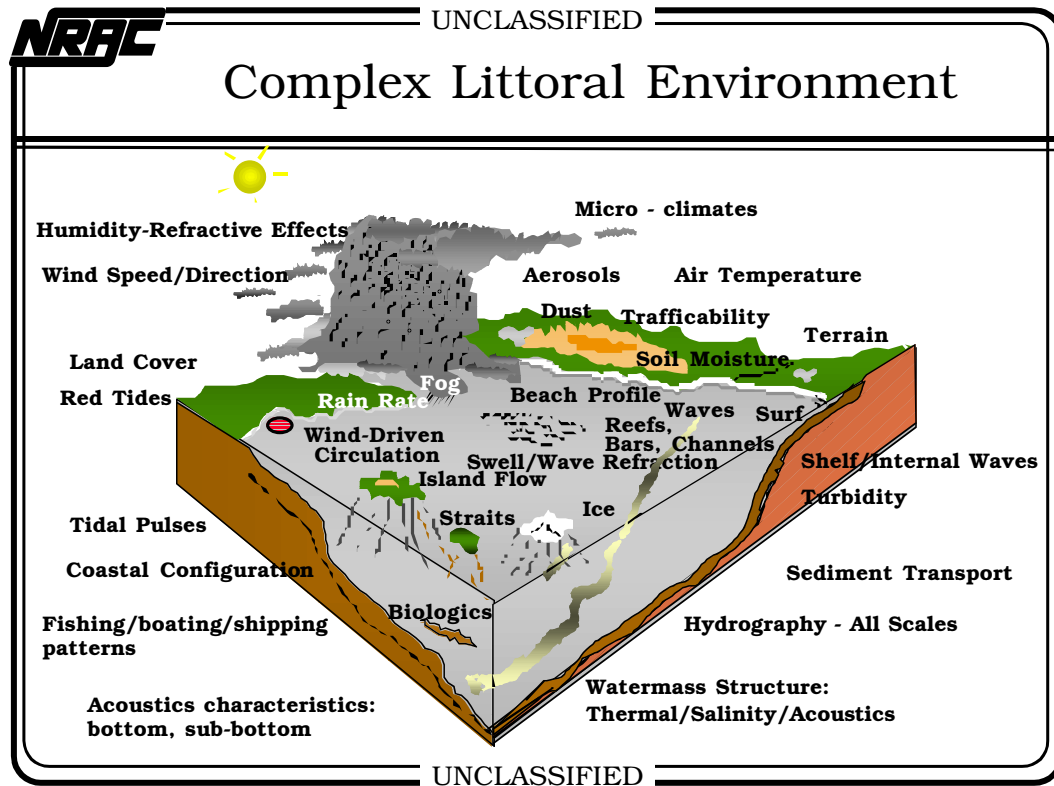 UNCLASSIFIED
NRAC
Complex Littoral Environment
Micro - climates
Humidity-Refractive Effects
Wind Speed/Direction
Aerosols
Air Temperature
Dust
Trafficability
Terrain
Land Cover
Soil Moisture
Fog
Red Tides
Rain Rate
Beach Profile
Waves
Surf
Reefs,
Bars, Channels
Wind-Driven
Circulation
Swell/Wave Refraction
Shelf/Internal Waves
Island Flow
Turbidity
Ice
Straits
Tidal Pulses
Coastal Configuration
Sediment Transport
Biologics
Fishing/boating/shipping
patterns
Hydrography - All Scales
Watermass Structure:
Thermal/Salinity/Acoustics
Acoustics characteristics:
bottom, sub-bottom
UNCLASSIFIED